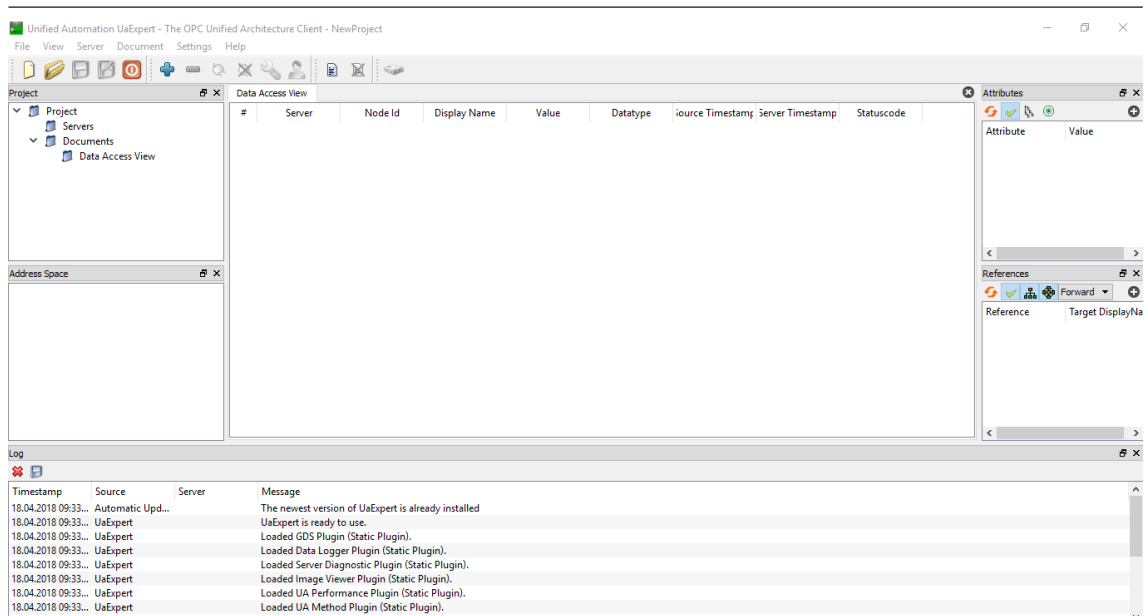 Unified Automation UaExpert - The OPC Unified Architecture Client - NewProject
File View Server Document Settings Help
Project
Project
Servers
Documents
Data Access View
Address Space
Data Access View
# Server Node Id Display Name Value Datatype ource Timestamp Server Timestamp Statuscode
Attributes
Attribute Value
References
Forward
Reference Target DisplayNa
Log
Timestamp Source Server Message
18.04.2018 09:33... Automatic Upd... The newest version of UaExpert is already installed
18.04.2018 09:33... UaExpert UaExpert is ready to use.
18.04.2018 09:33... UaExpert Loaded GDS Plugin (Static Plugin).
18.04.2018 09:33... UaExpert Loaded Data Logger Plugin (Static Plugin).
18.04.2018 09:33... UaExpert Loaded Server Diagnostic Plugin (Static Plugin).
18.04.2018 09:33... UaExpert Loaded Image Viewer Plugin (Static Plugin).
18.04.2018 09:33... UaExpert Loaded UA Performance Plugin (Static Plugin).
18.04.2018 09:33... UaExpert Loaded UA Method Plugin (Static Plugin).